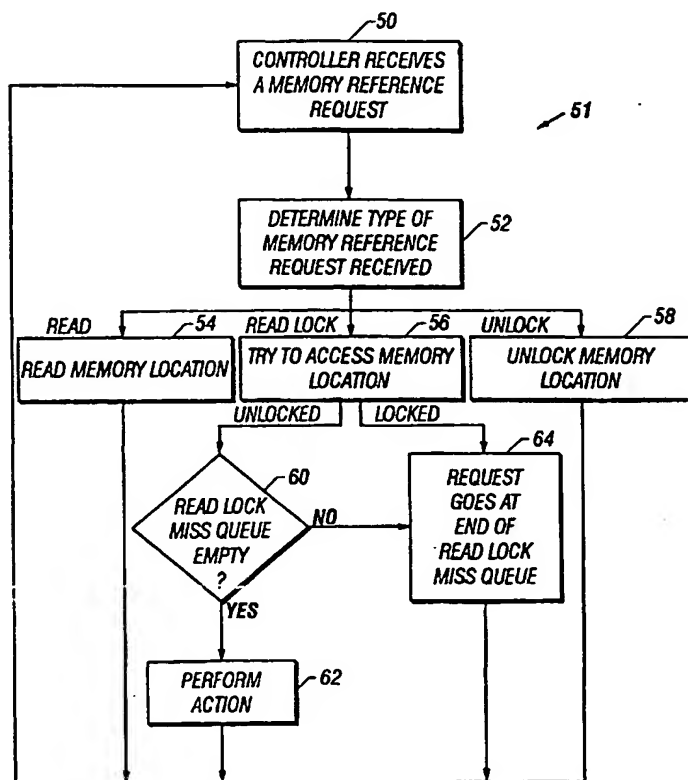 50
CONTROLLER RECEIVES
A MEMORY REFERENCE
REQUEST
51
DETERMINE TYPE OF
MEMORY REFERENCE
REQUEST RECEIVED
52
READ
54
READ LOCK
56
UNLOCK
58
READ MEMORY LOCATION
TRY TO ACCESS MEMORY
LOCATION
UNLOCK MEMORY
LOCATION
UNLOCKED
LOCKED
60
READ LOCK
MISS QUEUE
EMPTY
?
NO
YES
64
REQUEST
GOES AT
END OF
READ LOCK
MISS QUEUE
PERFORM
ACTION
62